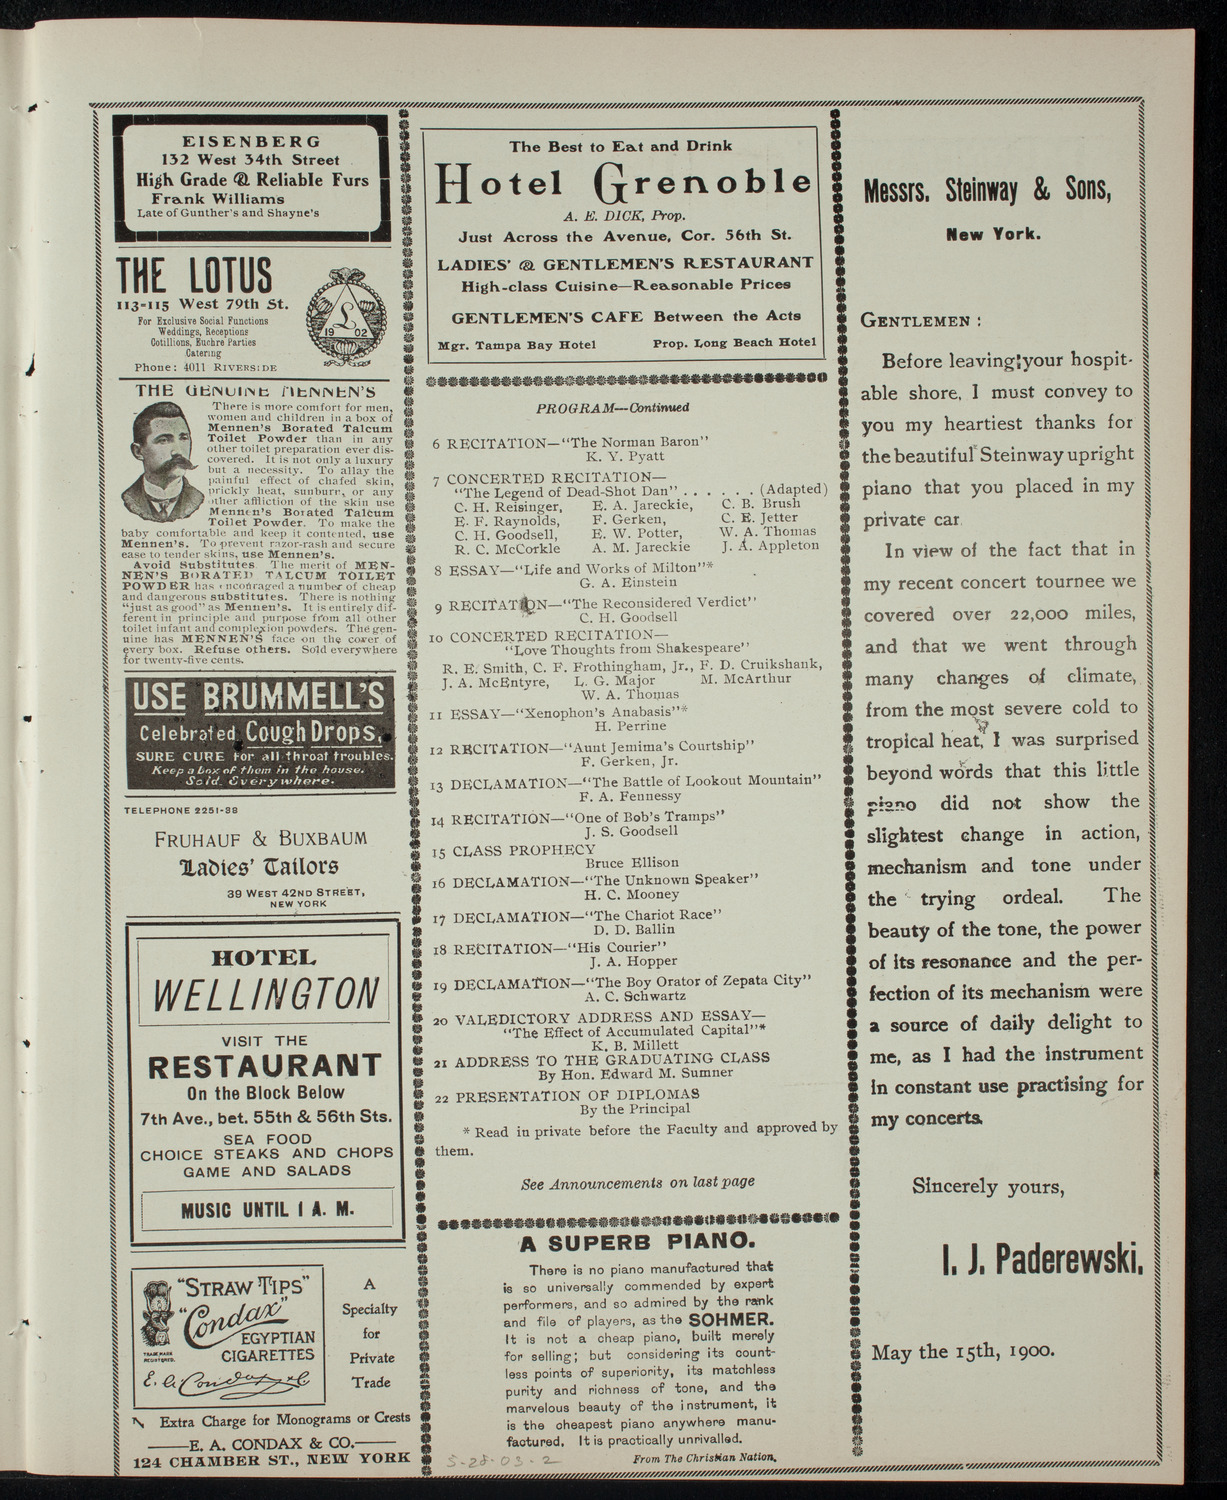 EISENBERG
132 West 34th Street
High Grade & Reliable Furs
Frank Williams
Late of Gunther's and Shayne's
THE LOTUS
113-115 West 79th St.
For Exclusive Social Functions
Weddings, Receptions
Cotillions, Euchre Parties
Catering
Phone: 4011 RIVERSIDE
L
19 02
THE GENUINE MENNEN'S
There is more comfort for men,
women and children in a box of
Mennen's Borated Talcum
Toilet Powder than in any
other toilet preparation ever dis-
covered. It is not only a luxury
but a necessity. To allay the
painful effect of chafed skin,
prickly heat, sunburn, or any
other affliction of the skin use
Mennen's Borated Talcum
Toilet Powder. To make the
baby comfortable and keep it contented, use
Mennen's. To prevent razor-rash and secure
ease to tender skins, use Mennen's.
Avoid Substitutes. The merit of MEN-
NEN'S BORATED TALCUM TOILET
POWDER has encouraged a number of cheap
and dangerous substitutes. There is nothing
"just as good" as Mennen's. It is entirely dif-
ferent in principle and purpose from all other
toilet infant and complexion powders. The gen-
uine has MENNEN'S face on the cover of
every box. Refuse others. Sold everywhere
for twenty-five cents.
USE BRUMMELL'S
Celebrated Cough Drops.
SURE CURE for all throat troubles.
Keep a box of them in the house.
Sold Everywhere.
TELEPHONE 2251-38
FRUHAUF & BUXBAUM
Ladies' Tailors
39 WEST 42ND STREET,
NEW YORK
HOTEL
WELLINGTON
VISIT THE
RESTAURANT
On the Block Below
7th Ave., bet. 55th & 56th Sts.
SEA FOOD
CHOICE STEAKS AND CHOPS
GAME AND SALADS
MUSIC UNTIL 1 A. M.
"STRAW TIPS"
"Condax"
EGYPTIAN
CIGARETTES
TRADE MARK
REGISTERED.
E. A. Condax & Co
A
Specialty
for
Private
Trade
Extra Charge for Monograms or Crests
E. A. CONDAX & CO.
124 CHAMBER ST., NEW YORK
The Best to Eat and Drink
Hotel Grenoble
A. E. DICK, Prop.
Just Across the Avenue, Cor. 56th St.
LADIES' & GENTLEMEN'S RESTAURANT
High-class Cuisine—Reasonable Prices
GENTLEMEN'S CAFE Between the Acts
Mgr. Tampa Bay Hotel Prop. Long Beach Hotel
PROGRAM—Continued
6 RECITATION—"The Norman Baron"
K. Y. Pyatt
7 CONCERTED RECITATION—
"The Legend of Dead-Shot Dan" . . . . . . (Adapted)
C. H. Reisinger, E. A. Jareckie, C. B. Brush
E. F. Raynolds, F. Gerken, C. E. Jetter
C. H. Goodsell, E. W. Potter, W. A. Thomas
R. C. McCorkle A. M. Jareckie J. A. Appleton
8 ESSAY—"Life and Works of Milton"*
G. A. Einstein
9 RECITATION—"The Reconsidered Verdict"
C. H. Goodsell
10 CONCERTED RECITATION—
"Love Thoughts from Shakespeare"
R. E. Smith, C. F. Frothingham, Jr., F. D. Cruikshank,
J. A. McEntyre, L. G. Major M. McArthur
W. A. Thomas
11 ESSAY—"Xenophon's Anabasis"*
H. Perrine
12 RECITATION—"Aunt Jemima's Courtship"
F. Gerken, Jr.
13 DECLAMATION—"The Battle of Lookout Mountain"
F. A. Fennessy
14 RECITATION—"One of Bob's Tramps"
J. S. Goodsell
15 CLASS PROPHECY
Bruce Ellison
16 DECLAMATION—"The Unknown Speaker"
H. C. Mooney
17 DECLAMATION—"The Chariot Race"
D. D. Ballin
18 RECITATION—"His Courier"
J. A. Hopper
19 DECLAMATION—"The Boy Orator of Zepata City"
A. C. Schwartz
20 VALEDICTORY ADDRESS AND ESSAY—
"The Effect of Accumulated Capital"*
K. B. Millett
21 ADDRESS TO THE GRADUATING CLASS
By Hon. Edward M. Sumner
22 PRESENTATION OF DIPLOMAS
By the Principal
* Read in private before the Faculty and approved by
them.
See Announcements on last page
A SUPERB PIANO.
There is no piano manufactured that
is so universally commended by expert
performers, and so admired by the rank
and file of players, as the SOHMER.
It is not a cheap piano, built merely
for selling; but considering its count-
less points of superiority, its matchless
purity and richness of tone, and the
marvelous beauty of the instrument, it
is the cheapest piano anywhere manu-
factured. It is practically unrivalled.
From The Christian Nation.
5-28-03-2
Messrs. Steinway & Sons,
New York.
GENTLEMEN :
Before leaving your hospit-
able shore, I must convey to
you my heartiest thanks for
the beautiful Steinway upright
piano that you placed in my
private car.
In view of the fact that in
my recent concert tournee we
covered over 22,000 miles,
and that we went through
many changes of climate,
from the most severe cold to
tropical heat, I was surprised
beyond words that this little
piano did not show the
slightest change in action,
mechanism and tone under
the trying ordeal. The
beauty of the tone, the power
of its resonance and the per-
fection of its mechanism were
a source of daily delight to
me, as I had the instrument
in constant use practising for
my concerts.
Sincerely yours,
I. J. Paderewski.
May the 15th, 1900.